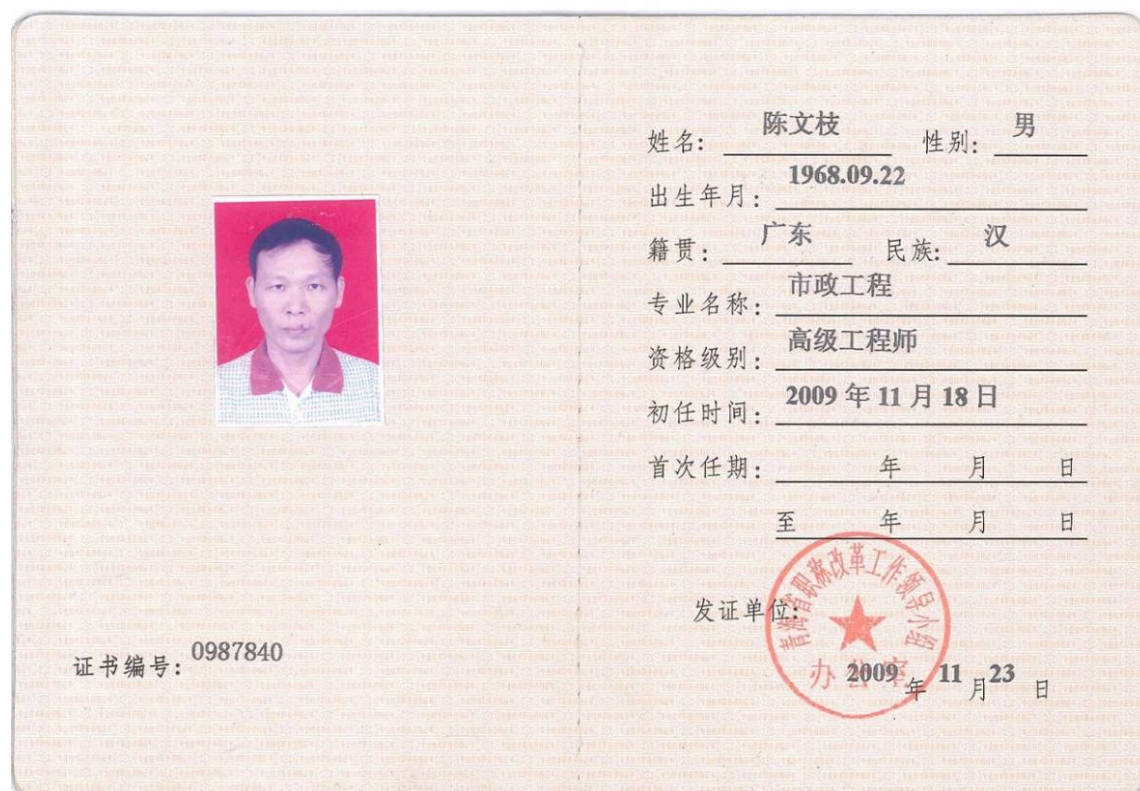 姓名: 陈文枝 性别: 男
出生年月: 1968.09.22
籍贯: 广东 民族: 汉
专业名称: 市政工程
资格级别: 高级工程师
初任时间: 2009 年 11 月 18 日
首次任期: 年 月 日
至 年 月 日
青海省职称改革工作领导小组
办公室
发证单位:
证书编号: 0987840
2009 年 11 月 23 日